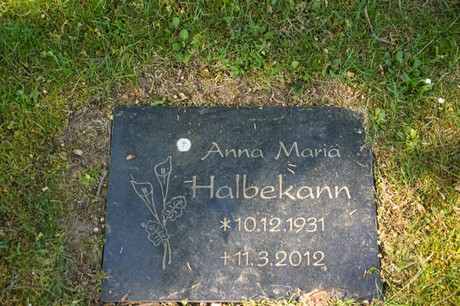 Anna Maria
Halbekann
*10.12.1931
†11.3.2012